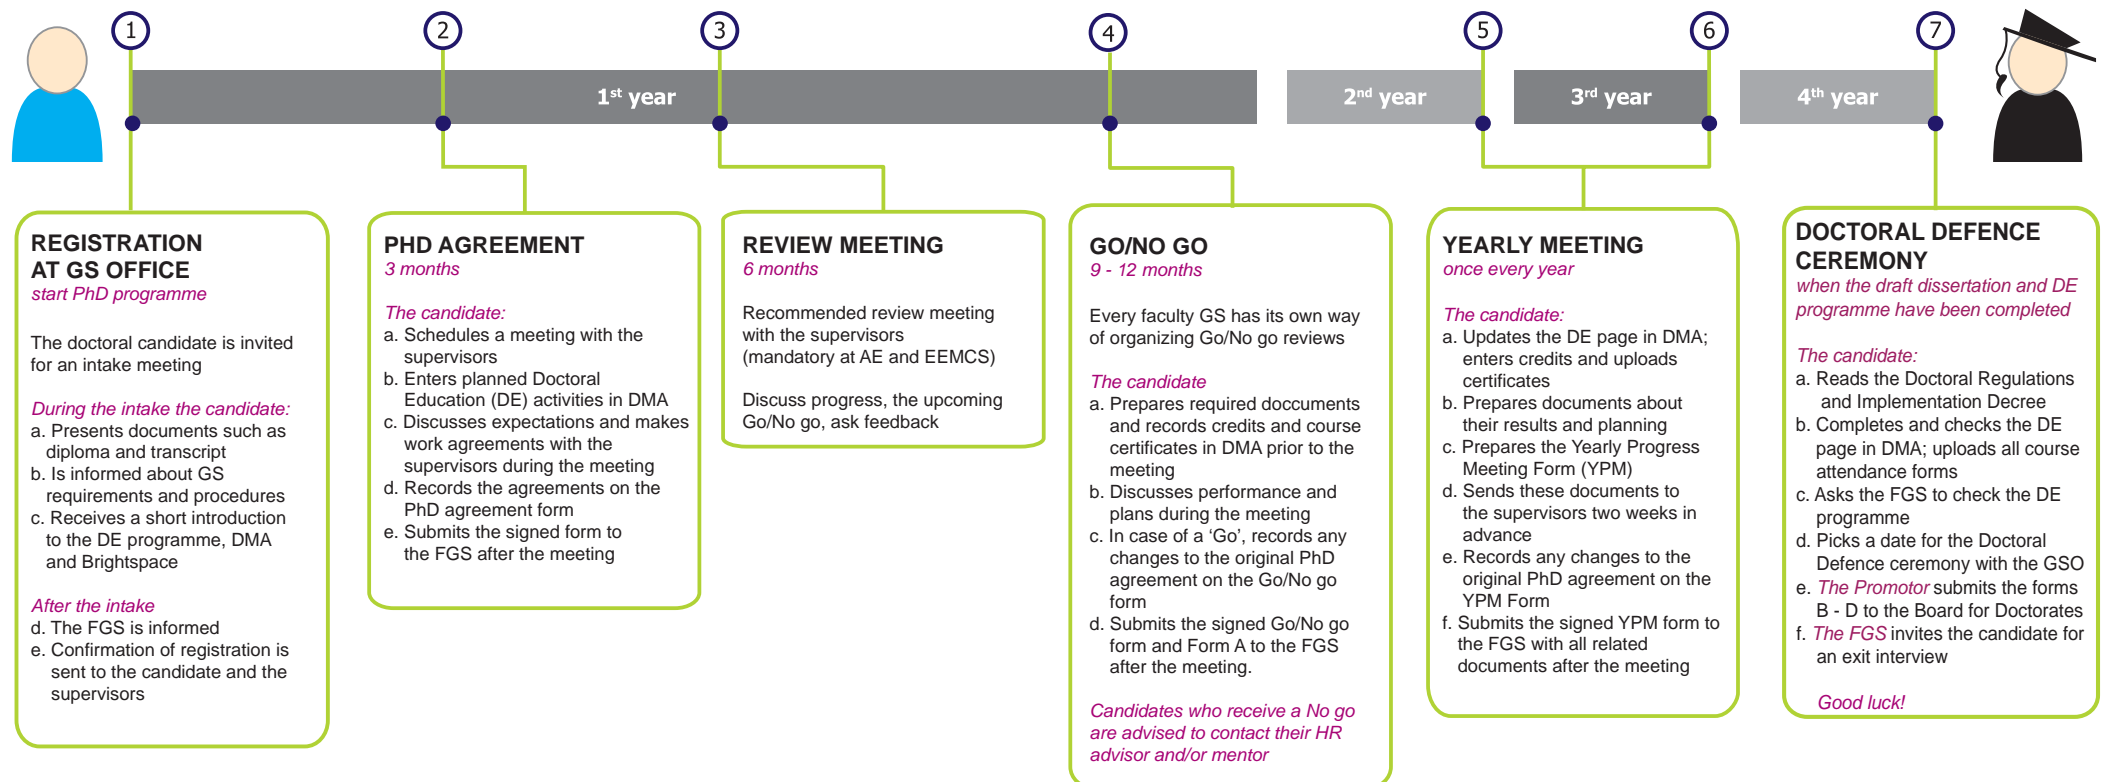 1
2
3
4
5
6
7
1st year
2nd year
3rd year
4th year
REGISTRATION
AT GS OFFICE
start PhD programme
The doctoral candidate is invited
for an intake meeting
During the intake the candidate:
a. Presents documents such as
diploma and transcript
b. Is informed about GS
requirements and procedures
c. Receives a short introduction
to the DE programme, DMA
and Brightspace
After the intake
d. The FGS is informed
e. Confirmation of registration is
sent to the candidate and the
supervisors
PHD AGREEMENT
3 months
The candidate:
a. Schedules a meeting with the
supervisors
b. Enters planned Doctoral
Education (DE) activities in DMA
c. Discusses expectations and makes
work agreements with the
supervisors during the meeting
d. Records the agreements on the
PhD agreement form
e. Submits the signed form to
the FGS after the meeting
REVIEW MEETING
6 months
Recommended review meeting
with the supervisors
(mandatory at AE and EEMCS)
Discuss progress, the upcoming
Go/No go, ask feedback
GO/NO GO
9 - 12 months
Every faculty GS has its own way
of organizing Go/No go reviews
The candidate
a. Prepares required doccuments
and records credits and course
certificates in DMA prior to the
meeting
b. Discusses performance and
plans during the meeting
c. In case of a ‘Go’, records any
changes to the original PhD
agreement on the Go/No go
form
d. Submits the signed Go/No go
form and Form A to the FGS
after the meeting.
Candidates who receive a No go
are advised to contact their HR
advisor and/or mentor
YEARLY MEETING
once every year
The candidate:
a. Updates the DE page in DMA;
enters credits and uploads
certificates
b. Prepares documents about
their results and planning
c. Prepares the Yearly Progress
Meeting Form (YPM)
d. Sends these documents to
the supervisors two weeks in
advance
e. Records any changes to the
original PhD agreement on the
YPM Form
f. Submits the signed YPM form to
the FGS with all related
documents after the meeting
DOCTORAL DEFENCE
CEREMONY
when the draft dissertation and DE
programme have been completed
The candidate:
a. Reads the Doctoral Regulations
and Implementation Decree
b. Completes and checks the DE
page in DMA; uploads all course
attendance forms
c. Asks the FGS to check the DE
programme
d. Picks a date for the Doctoral
Defence ceremony with the GSO
e. The Promotor submits the forms
B - D to the Board for Doctorates
f. The FGS invites the candidate for
an exit interview
Good luck!